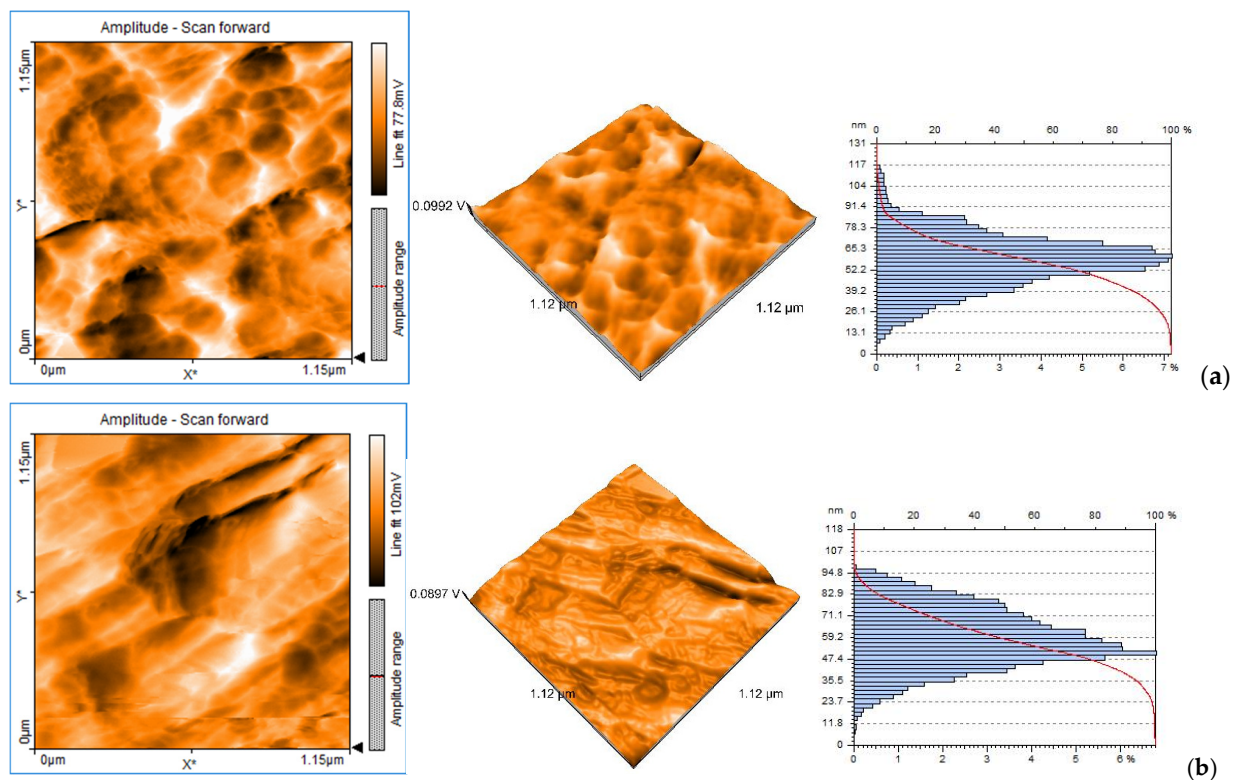 Amplitude - Scan forward
1.15µm
Y*
0µm
0µm
X*
1.15µm
Line fit 77.8mV
Amplitude range
0.0992 V
1.12 µm
1.12 µm
nm
0 20 40 60 80 100 %
131
117
104
91.4
78.3
65.3
52.2
39.2
26.1
13.1
0
0 1 2 3 4 5 6 7 %
(a)
Amplitude - Scan forward
1.15µm
Y*
0µm
0µm
X*
1.15µm
Line fit 102mV
Amplitude range
0.0897 V
1.12 µm
1.12 µm
nm
0 20 40 60 80 100 %
118
107
94.8
82.9
71.1
59.2
47.4
35.5
23.7
11.8
0
0 1 2 3 4 5 6 %
(b)